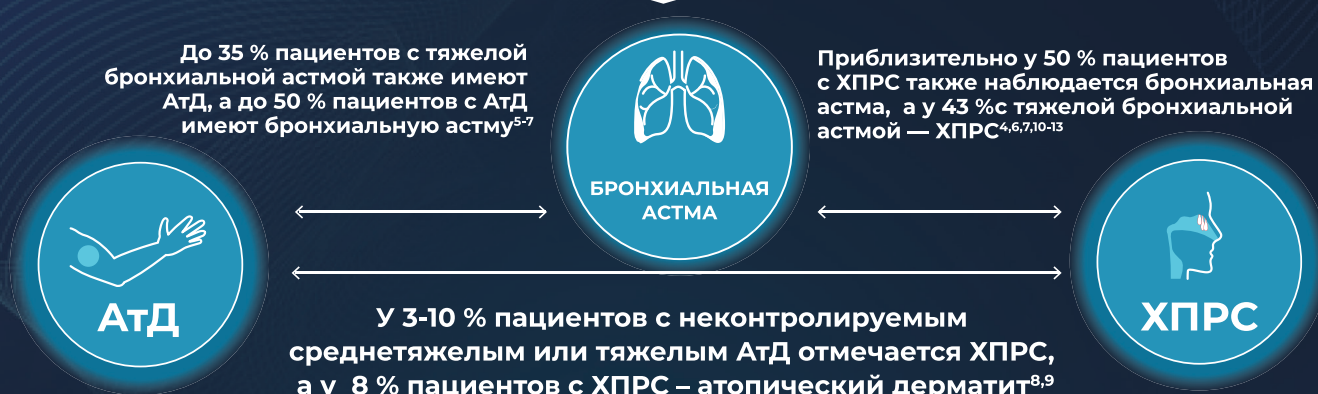 До 35 % пациентов с тяжелой
бронхиальной астмой также имеют
АтД, а до 50 % пациентов с АтД
имеют бронхиальную астму5-7
БРОНХИАЛЬНАЯ
АСТМА
Приблизительно у 50 % пациентов
с ХПРС также наблюдается бронхиальная
астма,  а у 43 %с тяжелой бронхиальной
астмой — ХПРС4,6,7,10-13
АтД
ХПРС
У 3-10 % пациентов с неконтролируемым
среднетяжелым или тяжелым АтД отмечается ХПРС,
а у  8 % пациентов с ХПРС – атопический дерматит8,9